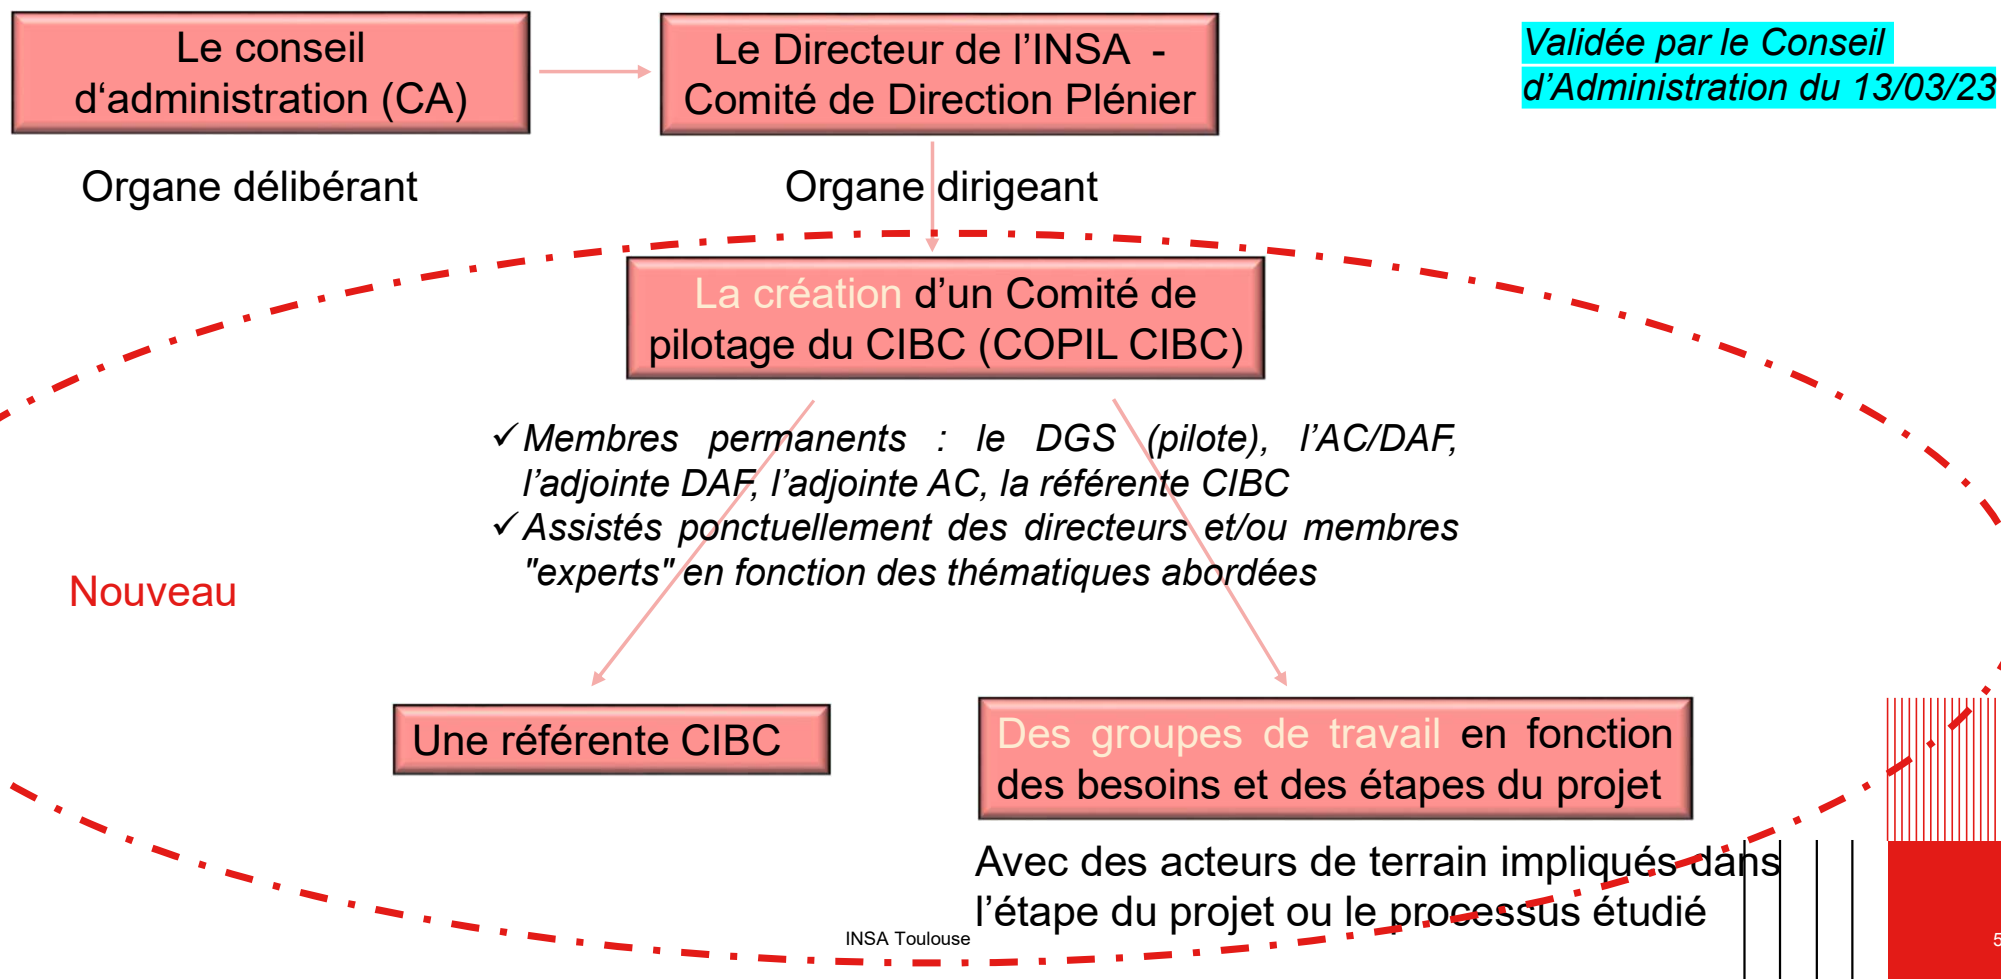 Le conseil
d‘administration (CA)
Le Directeur de l’INSA -
Comité de Direction Plénier
Validée par le Conseil
d’Administration du 13/03/23
Organe délibérant
Organe dirigeant
La création d’un Comité de
pilotage du CIBC (COPIL CIBC)
✓ Membres permanents : le DGS (pilote), l’AC/DAF,
l’adjointe DAF, l’adjointe AC, la référente CIBC
✓ Assistés ponctuellement des directeurs et/ou membres
"experts" en fonction des thématiques abordées
Nouveau
Une référente CIBC
Des groupes de travail en fonction
des besoins et des étapes du projet
Avec des acteurs de terrain impliqués dans
l’étape du projet ou le processus étudié
INSA Toulouse
5